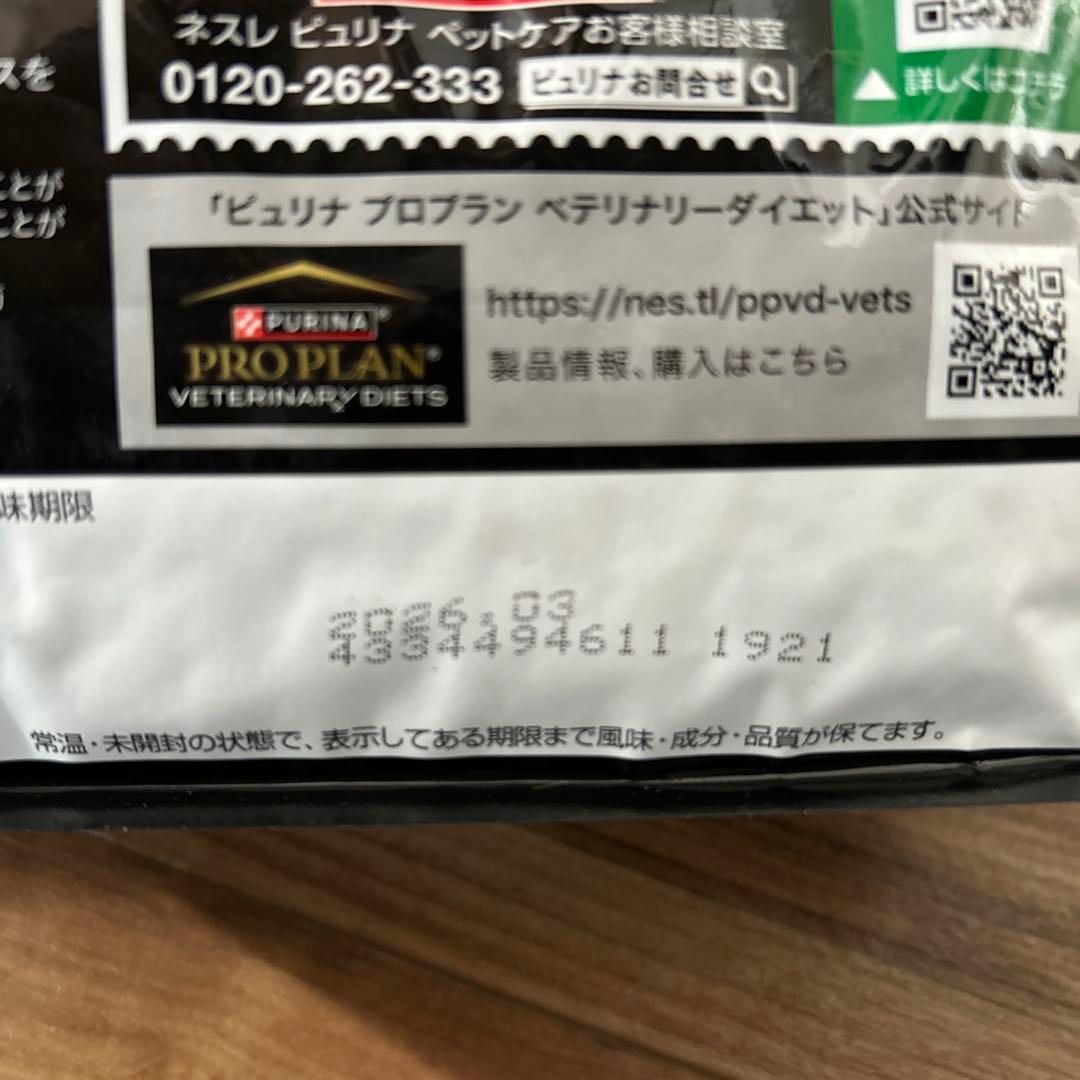 ネスレ ピュリナ ペットケアお客様相談室
0120-262-333 ピュリナお問合せ
▲ 詳しくはコチラ
スを
ことが
ことが
「ピュリナ プロプラン ベテリナリーダイエット」公式サイト
PURINA®
PRO PLAN®
VETERINARY DIETS
https://nes.tl/ppvd-vets
製品情報、購入はこちら
味期限
2026.03
4334494611 1921
常温・未開封の状態で、表示してある期限まで風味・成分・品質が保てます。